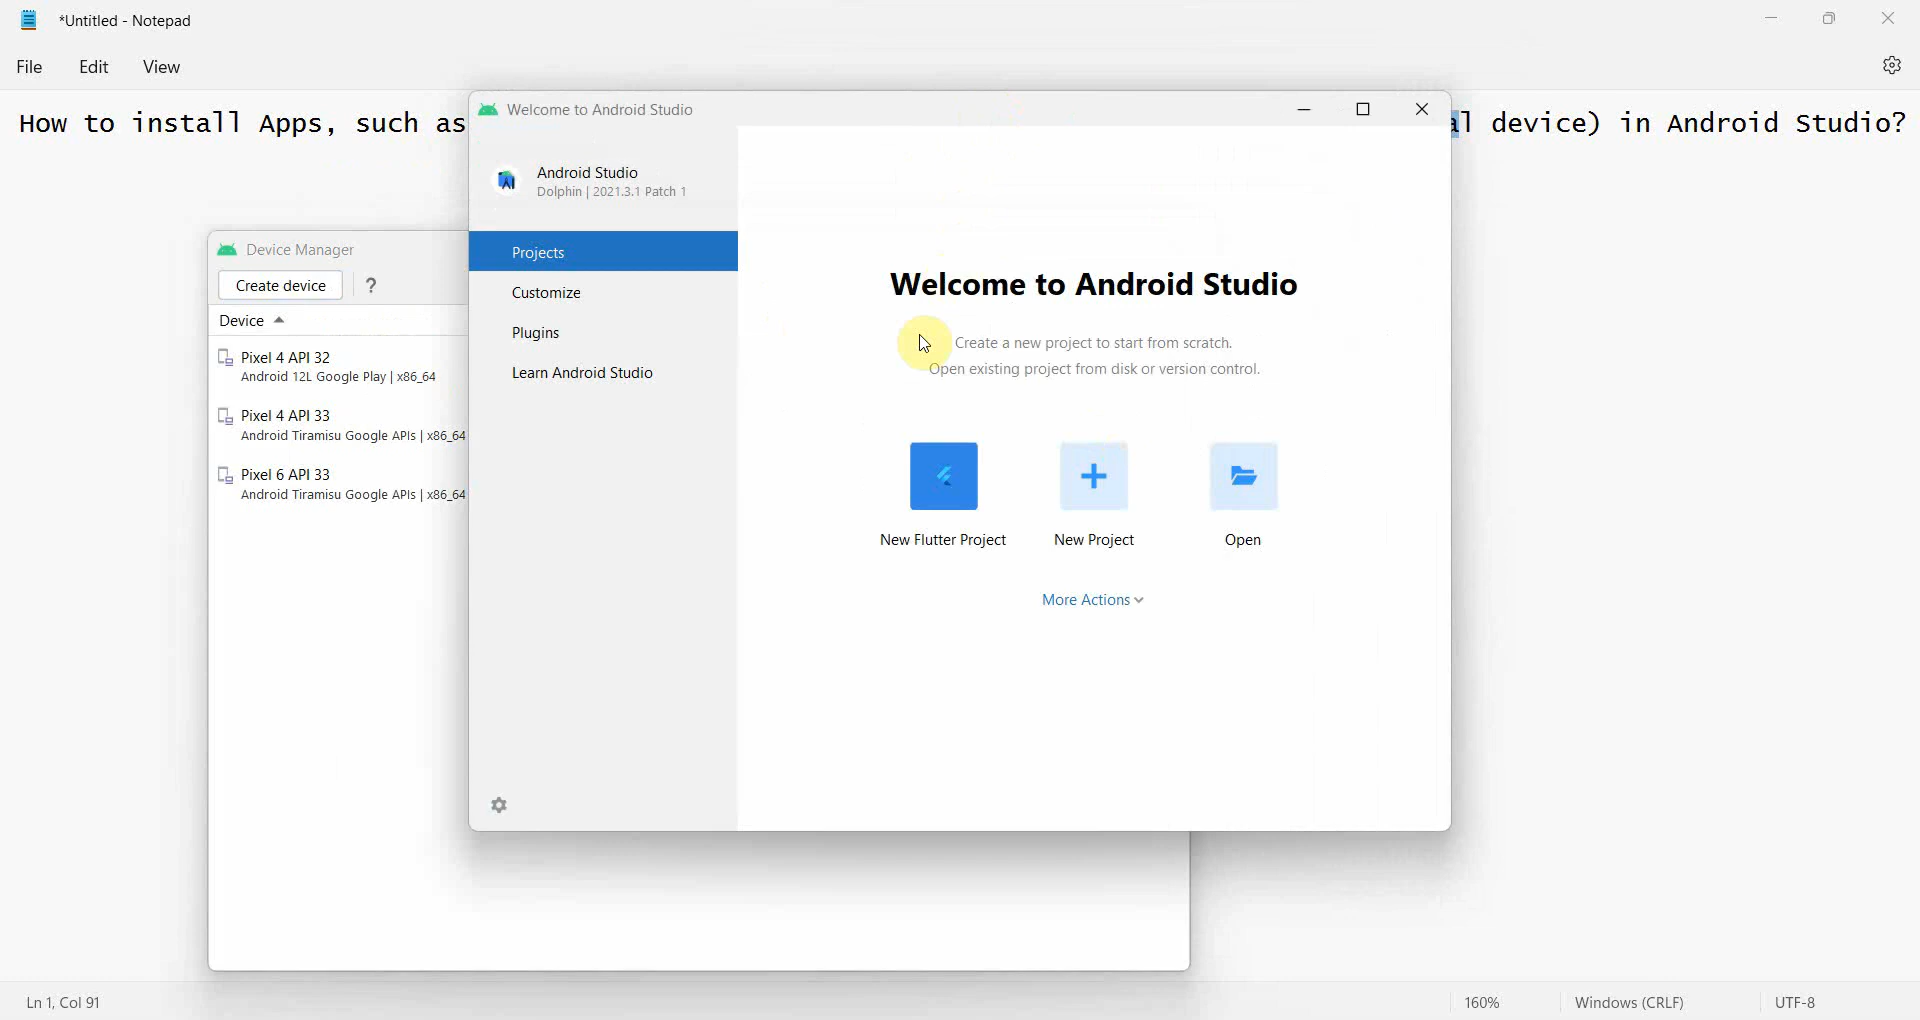 *Untitled - Notepad
File Edit View
How to install Apps, such as
device) in Android Studio?
Welcome to Android Studio
Android Studio
Dolphin | 2021.3.1 Patch 1
Projects
Customize
Plugins
Learn Android Studio
Welcome to Android Studio
Create a new project to start from scratch.
Open existing project from disk or version control.
New Flutter Project
New Project
Open
More Actions
Device Manager
Create device
?
Device
Pixel 4 API 32
Android 12L Google Play | x86_64
Pixel 4 API 33
Android Tiramisu Google APIs | x86_64
Pixel 6 API 33
Android Tiramisu Google APIs | x86_64
Ln 1, Col 91
160%
Windows (CRLF)
UTF-8